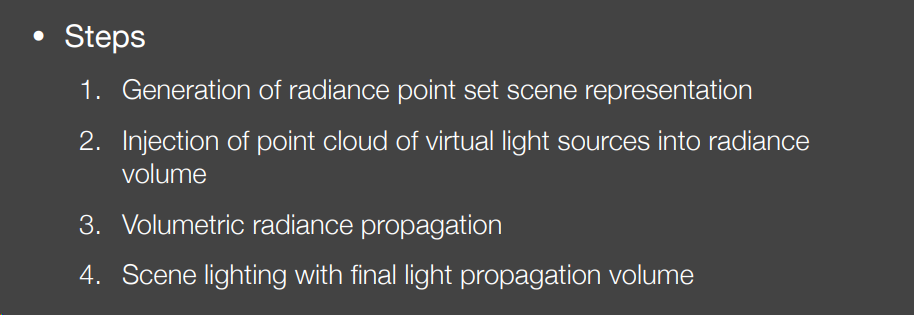 • Steps
1. Generation of radiance point set scene representation
2. Injection of point cloud of virtual light sources into radiance
volume
3. Volumetric radiance propagation
4. Scene lighting with final light propagation volume